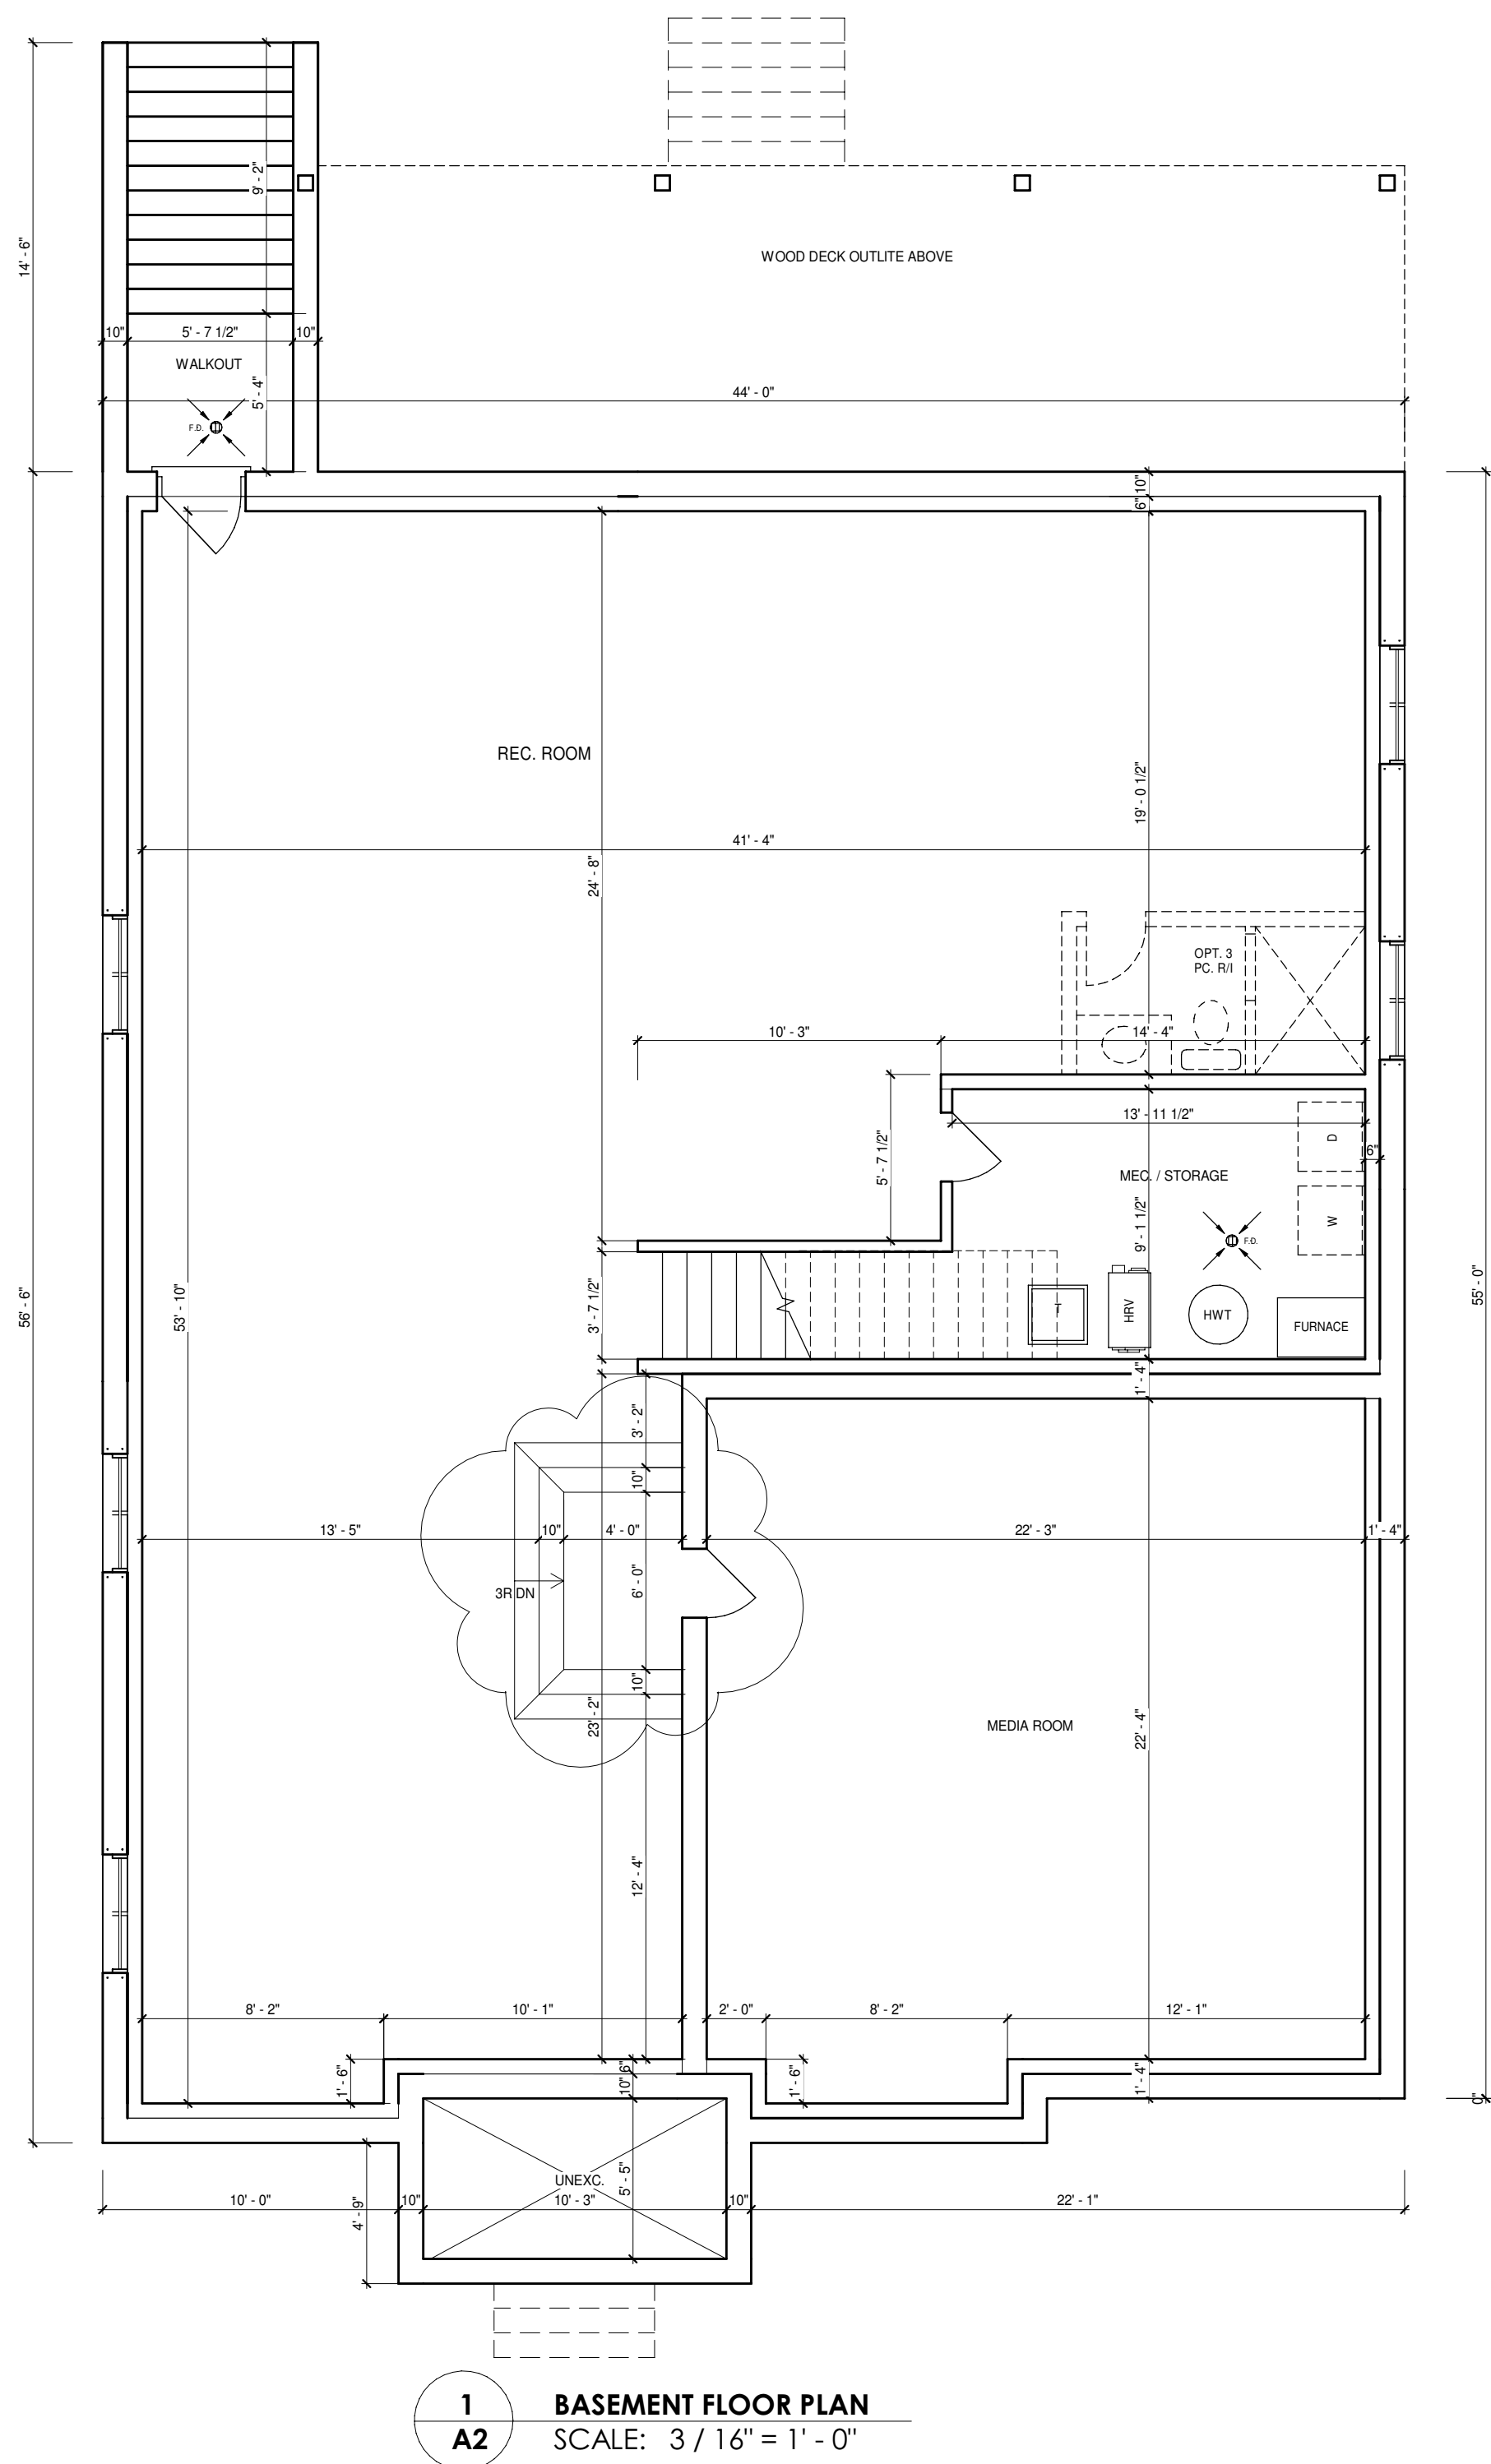 14' - 6"
9' - 2"
WOOD DECK OUTLITE ABOVE
10"
5' - 7 1/2"
10"
WALKOUT
5' - 4"
44' - 0"
F.D.
10"
6"
REC. ROOM
19' - 0 1/2"
41' - 4"
24' - 8"
OPT. 3
PC. R/I
10' - 3"
14' - 4"
13' - 11 1/2"
D
6"
5' - 7 1/2"
MEC. / STORAGE
W
9' - 1 1/2"
F.D.
56' - 6"
53' - 10"
3' - 7 1/2"
T
HRV
HWT
FURNACE
55' - 0"
1' - 4"
3' - 2"
10"
13' - 5"
10"
4' - 0"
22' - 3"
1' - 4"
6' - 0"
3R DN
10"
23' - 2"
MEDIA ROOM
22' - 4"
12' - 4"
8' - 2"
10' - 1"
2' - 0"
8' - 2"
12' - 1"
1' - 6"
6"
10"
1' - 6"
1' - 4"
0"
UNEXC.
5' - 5"
10' - 0"
10"
10' - 3"
10"
22' - 1"
4' - 9"
1
A2
BASEMENT FLOOR PLAN
SCALE: 3 / 16" = 1' - 0"